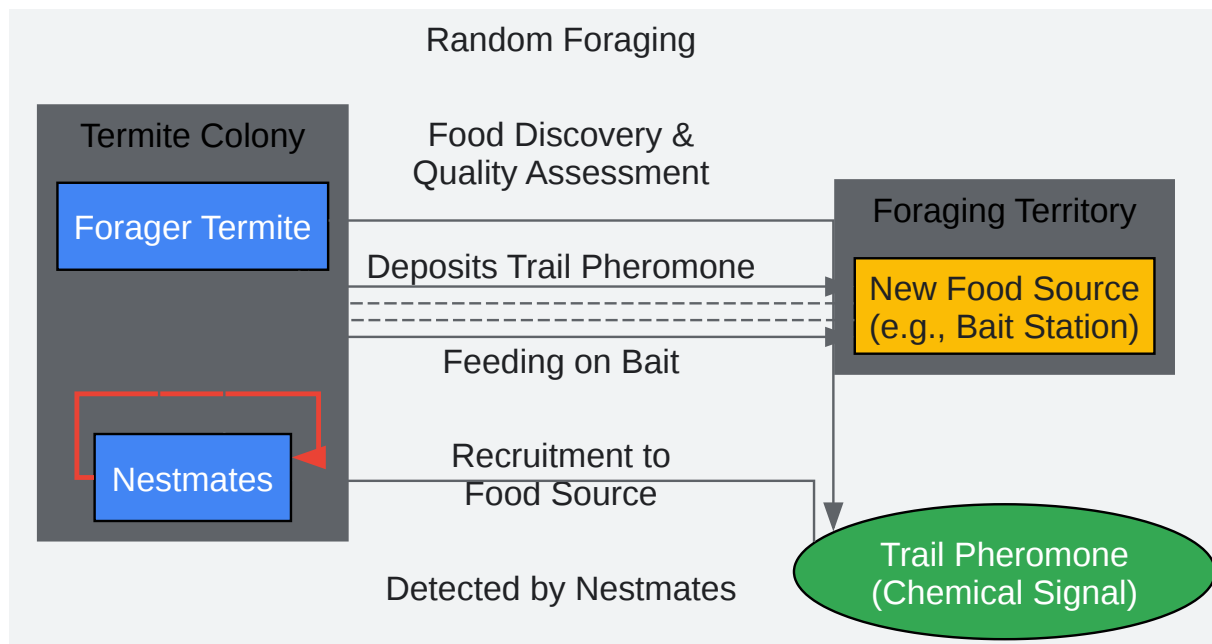 Random Foraging
Termite Colony
Food Discovery &
Quality Assessment
Forager Termite
Foraging Territory
Deposits Trail Pheromone
New Food Source
(e.g., Bait Station)
Feeding on Bait
Nestmates
Recruitment to
Food Source
Trail Pheromone
(Chemical Signal)
Detected by Nestmates